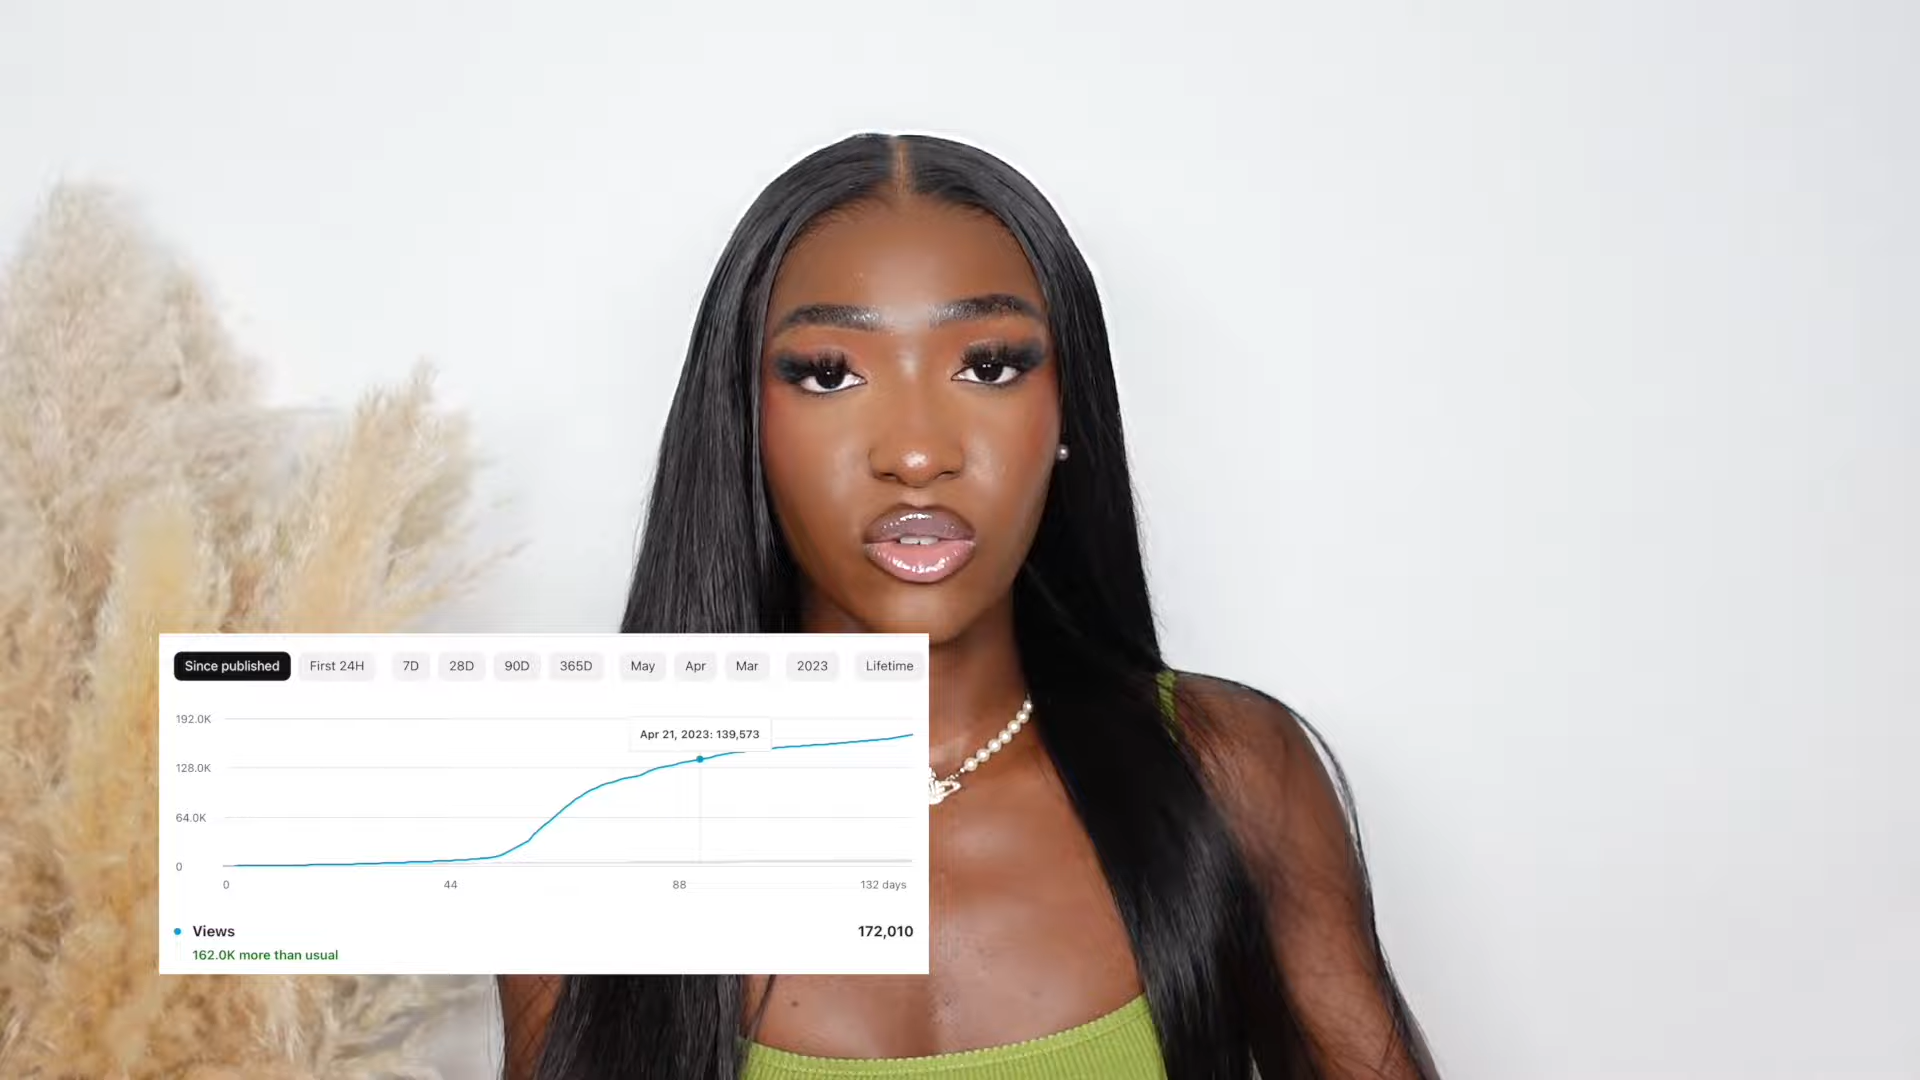 Since published First 24H 7D 28D 90D 365D May Apr Mar 2023 Lifetime
192.0K
Apr 21, 2023: 139,573
128.0K
64.0K
0
0 44 88 132 days
Views 172,010
162.0K more than usual